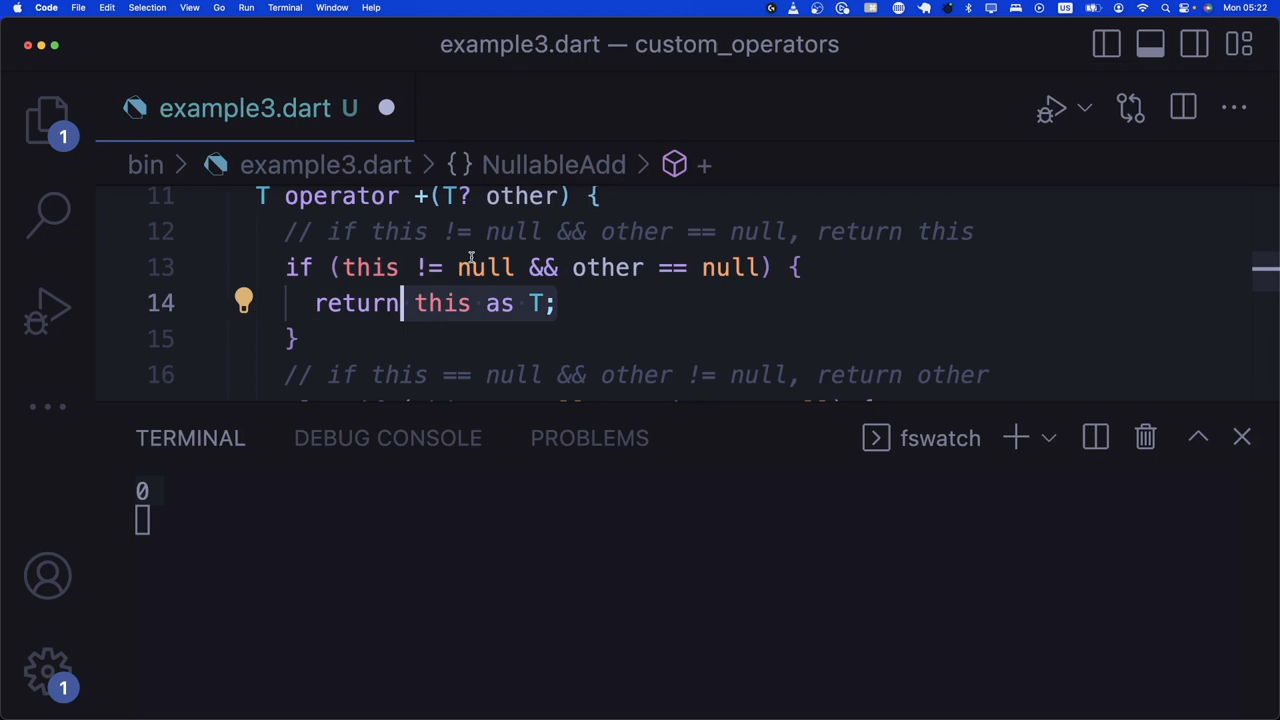 Code File Edit Selection View Go Run Terminal Window Help US Mon 05:22
example3.dart — custom_operators
1
example3.dart U
bin > example3.dart > {} NullableAdd > +
11 T operator +(T? other) {
12 // if this != null && other == null, return this
13 if (this != null && other == null) {
14 return this as T;
15 }
16 // if this == null && other != null, return other
TERMINAL DEBUG CONSOLE PROBLEMS fswatch
0
1